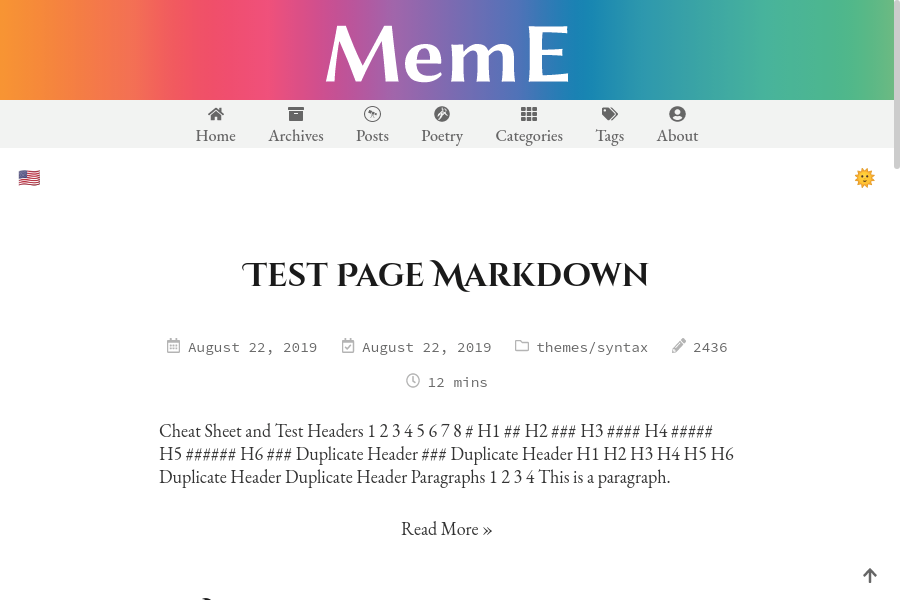 MemE
Home Archives Posts Poetry Categories Tags About
Test Page Markdown
August 22, 2019 August 22, 2019 themes/syntax 2436
12 mins
Cheat Sheet and Test Headers 1 2 3 4 5 6 7 8 # H1 ## H2 ### H3 #### H4 #####
H5 ###### H6 ### Duplicate Header ### Duplicate Header H1 H2 H3 H4 H5 H6
Duplicate Header Duplicate Header Paragraphs 1 2 3 4 This is a paragraph.
Read More »